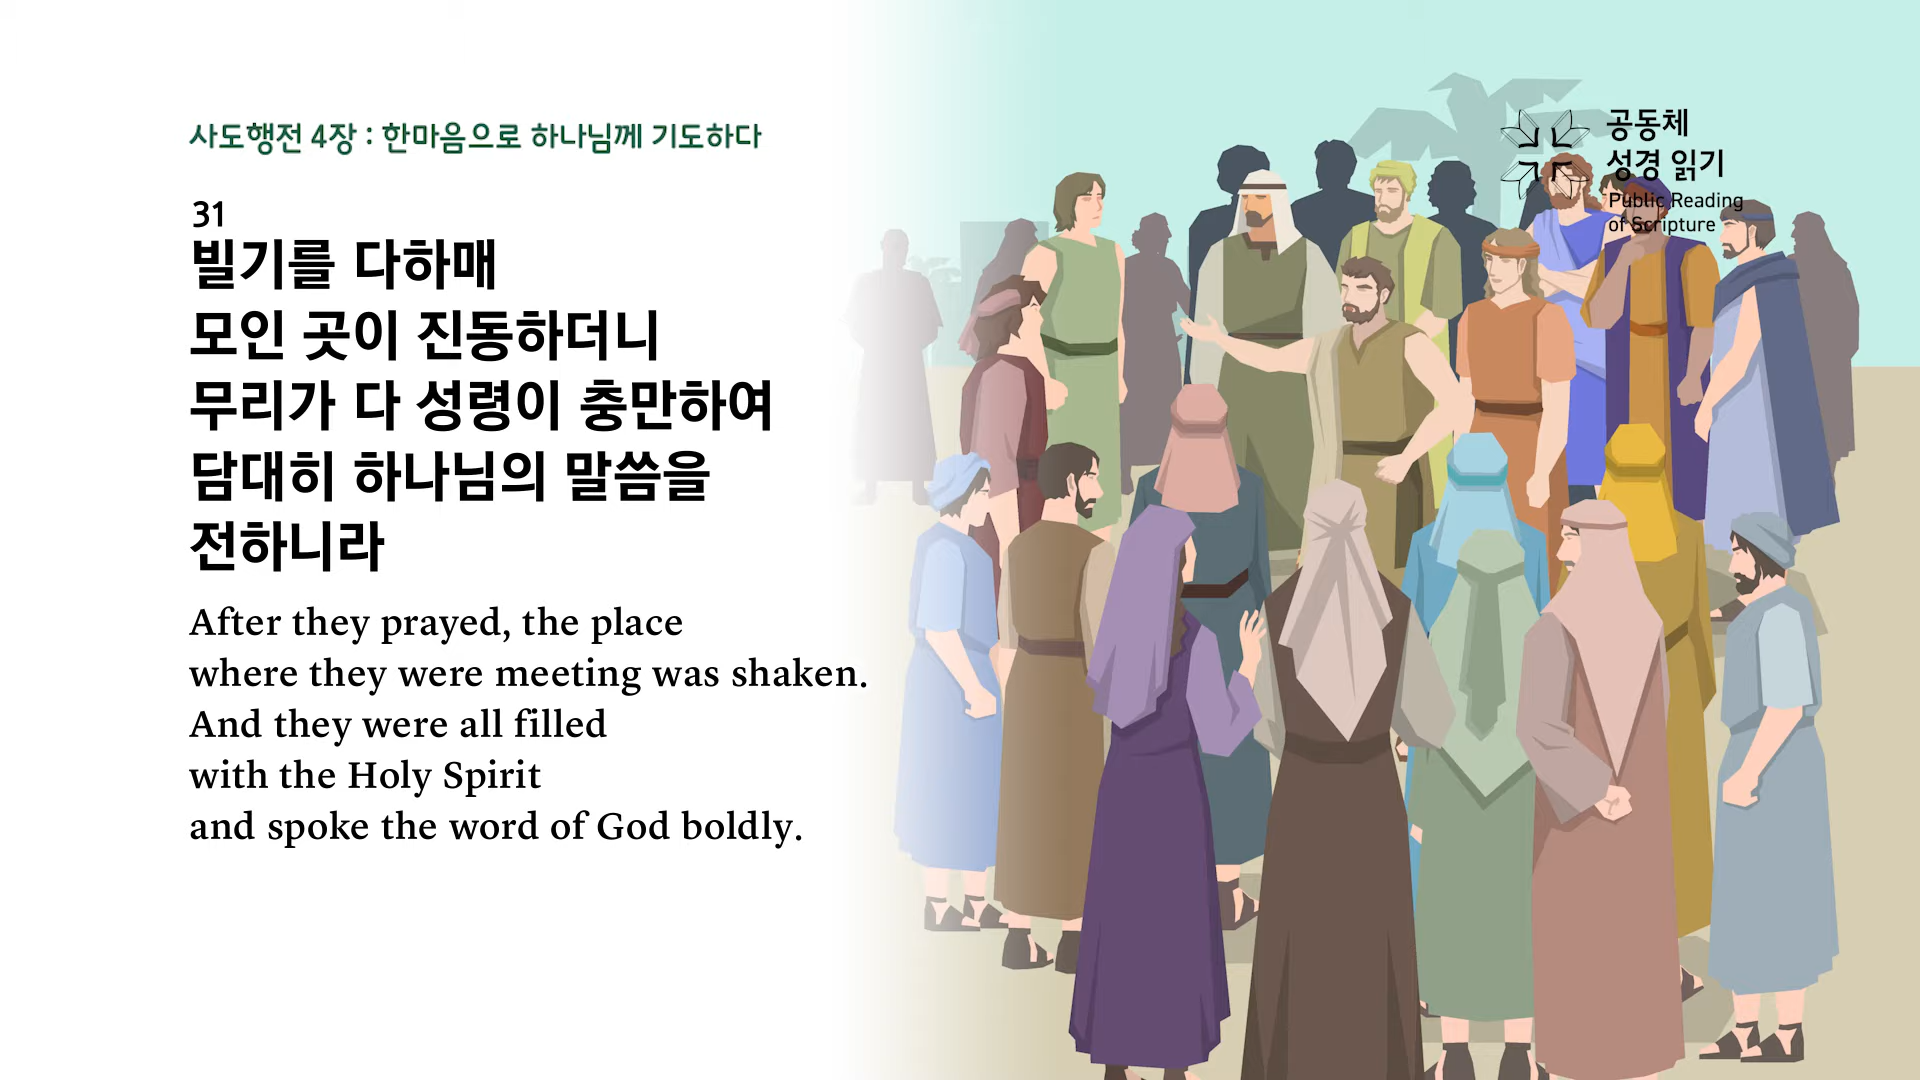 사도행전 4장 : 한마음으로 하나님께 기도하다
31
빌기를 다하매
모인 곳이 진동하더니
무리가 다 성령이 충만하여
담대히 하나님의 말씀을
전하니라
After they prayed, the place
where they were meeting was shaken.
And they were all filled
with the Holy Spirit
and spoke the word of God boldly.
공동체
성경 읽기
Public Reading
of Scripture